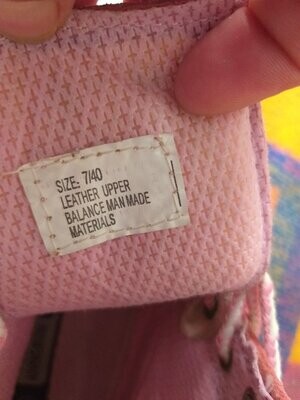 SIZE: 7/40
LEATHER UPPER
BALANCE MAN MADE
MATERIALS